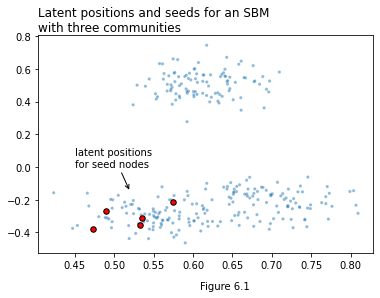 Latent positions and seeds for an SBM
with three communities
0.8
0.6
0.4
0.2
0.0
−0.2
−0.4
latent positions
for seed nodes
0.45 0.50 0.55 0.60 0.65 0.70 0.75 0.80
Figure 6.1